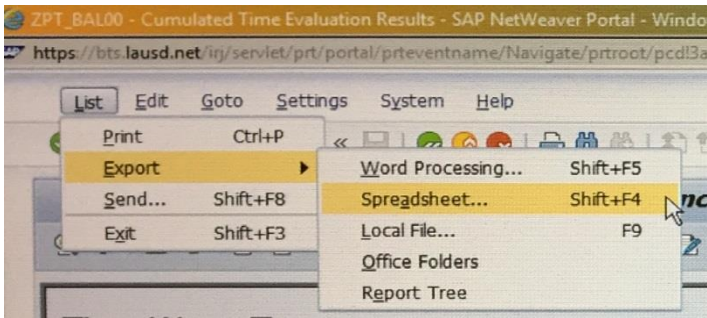 ZPT_BAL00 - Cumulated Time Evaluation Results - SAP NetWeaver Portal - Windo
https://bts.lausd.net/irj/servlet/prt/portal/prteventname/Navigate/prtroot/pcd!3a
List Edit Goto Settings System Help
Print Ctrl+P
Export
Send... Shift+F8
Exit Shift+F3
Word Processing... Shift+F5
Spreadsheet... Shift+F4
Local File... F9
Office Folders
Report Tree